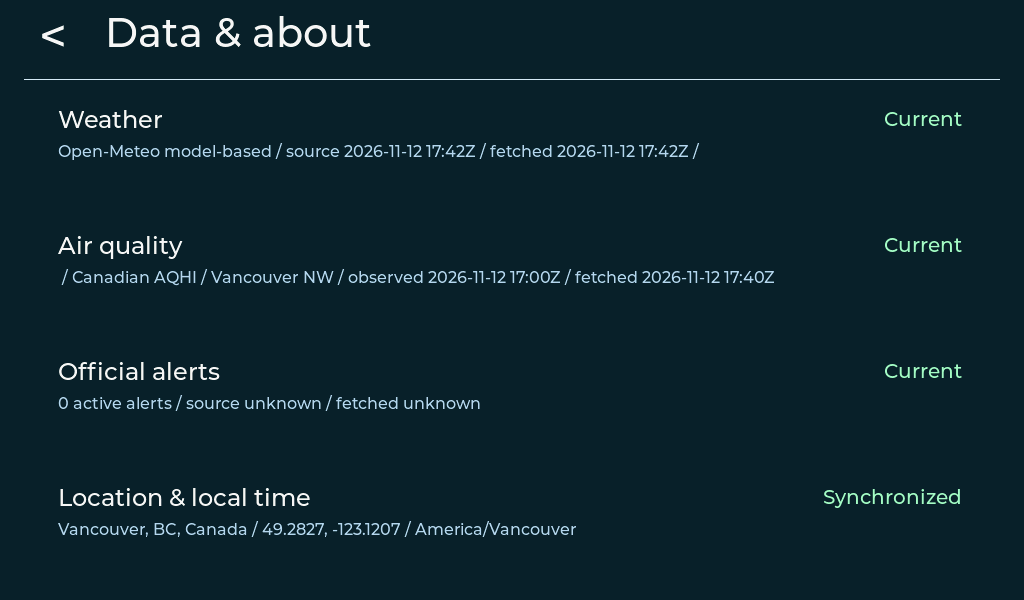 < Data & about
Weather Current
Open-Meteo model-based / source 2026-11-12 17:42Z / fetched 2026-11-12 17:42Z /
Air quality Current
/ Canadian AQHI / Vancouver NW / observed 2026-11-12 17:00Z / fetched 2026-11-12 17:40Z
Official alerts Current
0 active alerts / source unknown / fetched unknown
Location & local time Synchronized
Vancouver, BC, Canada / 49.2827, -123.1207 / America/Vancouver